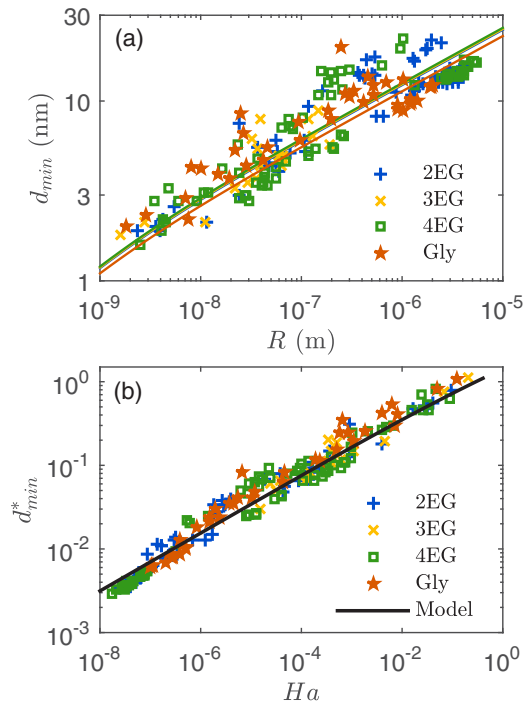 (a)
30
10
3
1
d_min (nm)
2EG
3EG
4EG
Gly
10^-9
10^-8
10^-7
10^-6
10^-5
R (m)
(b)
10^0
10^-1
10^-2
10^-3
d*_min
2EG
3EG
4EG
Gly
Model
10^-8
10^-6
10^-4
10^-2
10^0
Ha